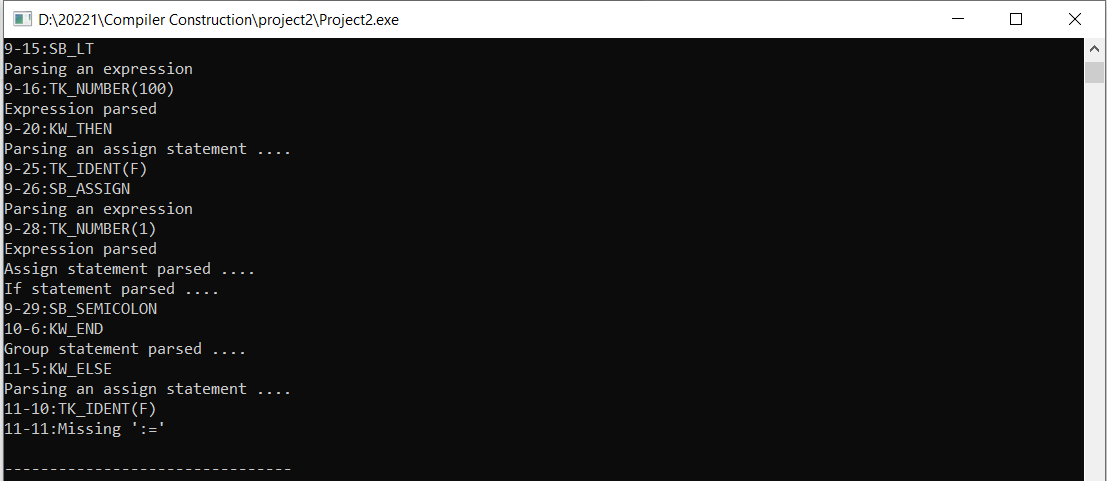 D:\20221\Compiler Construction\project2\Project2.exe
9-15:SB_LT
Parsing an expression
9-16:TK_NUMBER(100)
Expression parsed
9-20:KW_THEN
Parsing an assign statement ....
9-25:TK_IDENT(F)
9-26:SB_ASSIGN
Parsing an expression
9-28:TK_NUMBER(1)
Expression parsed
Assign statement parsed ....
If statement parsed ....
9-29:SB_SEMICOLON
10-6:KW_END
Group statement parsed ....
11-5:KW_ELSE
Parsing an assign statement ....
11-10:TK_IDENT(F)
11-11:Missing ':='
--------------------------------